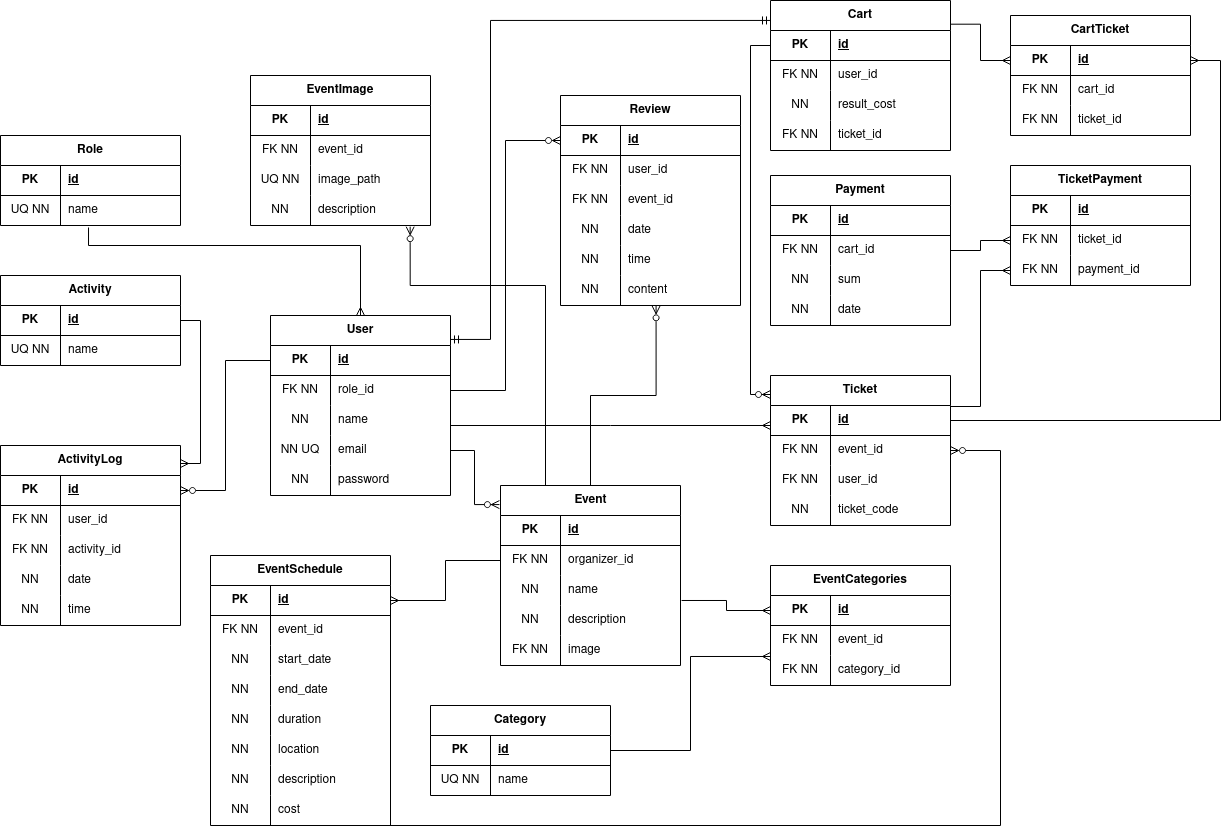 Cart
PK id
FK NN user_id
NN result_cost
FK NN ticket_id
CartTicket
PK id
FK NN cart_id
FK NN ticket_id
EventImage
PK id
FK NN event_id
UQ NN image_path
NN description
Review
PK id
FK NN user_id
FK NN event_id
NN date
NN time
NN content
Role
PK id
UQ NN name
Payment
PK id
FK NN cart_id
NN sum
NN date
TicketPayment
PK id
FK NN ticket_id
FK NN payment_id
Activity
PK id
UQ NN name
User
PK id
FK NN role_id
NN name
NN UQ email
NN password
Ticket
PK id
FK NN event_id
FK NN user_id
NN ticket_code
ActivityLog
PK id
FK NN user_id
FK NN activity_id
NN date
NN time
Event
PK id
FK NN organizer_id
NN name
NN description
FK NN image
EventSchedule
PK id
FK NN event_id
NN start_date
NN end_date
NN duration
NN location
NN description
NN cost
EventCategories
PK id
FK NN event_id
FK NN category_id
Category
PK id
UQ NN name